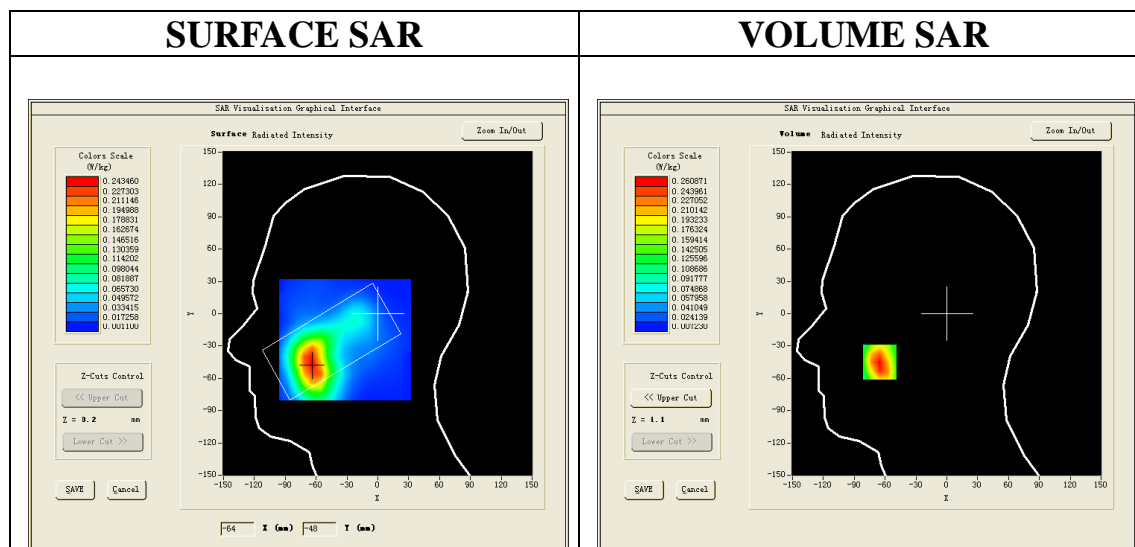 SURFACE SAR
VOLUME SAR
SAR Visualisation Graphical Interface
Surface Radiated Intensity
Zoom In/Out
Colors Scale
(W/kg)
0.243460
0.227303
0.211146
0.194988
0.178831
0.162674
0.146516
0.130359
0.114202
0.098044
0.081887
0.065730
0.049572
0.033415
0.017258
0.001100
150
120
90
60
30
0
-30
-60
-90
-120
-150
Y
-150 -120 -90 -60 -30 0 30 60 90 120 150
X
Z-Cuts Control
<< Upper Cut
Z = 0.2 mm
Lower Cut >>
SAVE Cancel
-64 X (mm) -48 Y (mm)
SAR Visualisation Graphical Interface
Volume Radiated Intensity
Zoom In/Out
Colors Scale
(W/kg)
0.260871
0.243961
0.227052
0.210142
0.193233
0.176324
0.159414
0.142505
0.125596
0.108686
0.091777
0.074868
0.057958
0.041049
0.024139
0.007230
150
120
90
60
30
0
-30
-60
-90
-120
-150
Y
-150 -120 -90 -60 -30 0 30 60 90 120 150
X
Z-Cuts Control
<< Upper Cut
Z = 1.1 mm
Lower Cut >>
SAVE Cancel